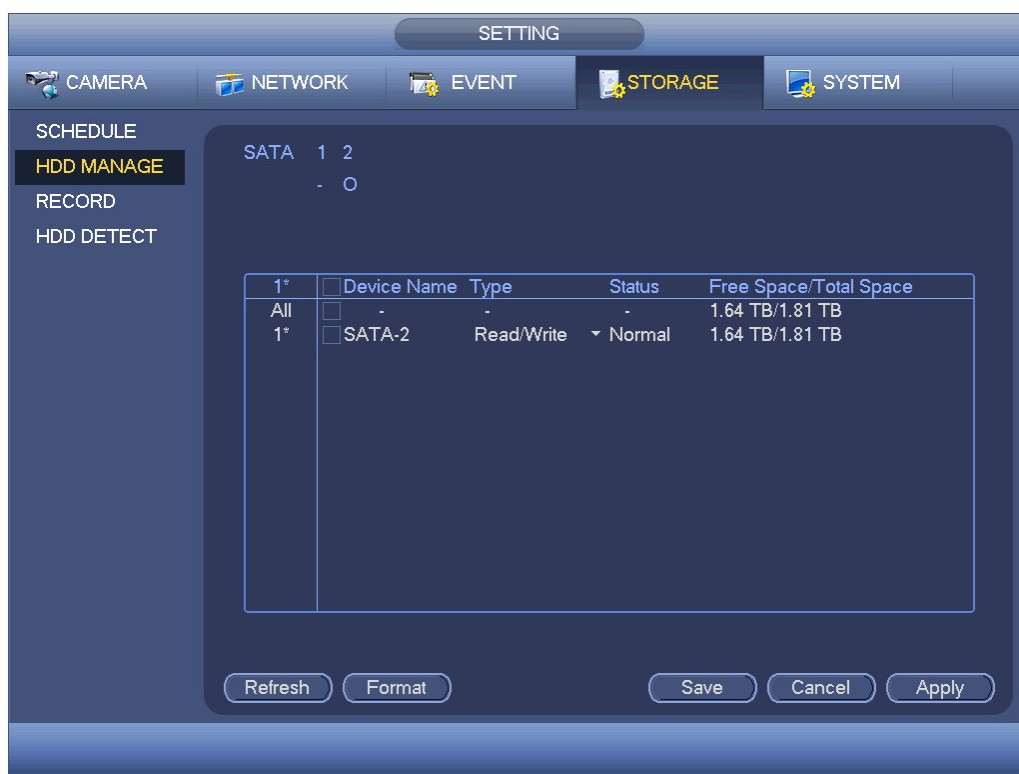 SETTING
CAMERA NETWORK EVENT STORAGE SYSTEM
SCHEDULE
HDD MANAGE
RECORD
HDD DETECT
SATA 1 2
- O
1* Device Name Type Status Free Space/Total Space
All - - - 1.64 TB/1.81 TB
1* SATA-2 Read/Write Normal 1.64 TB/1.81 TB
Refresh Format Save Cancel Apply